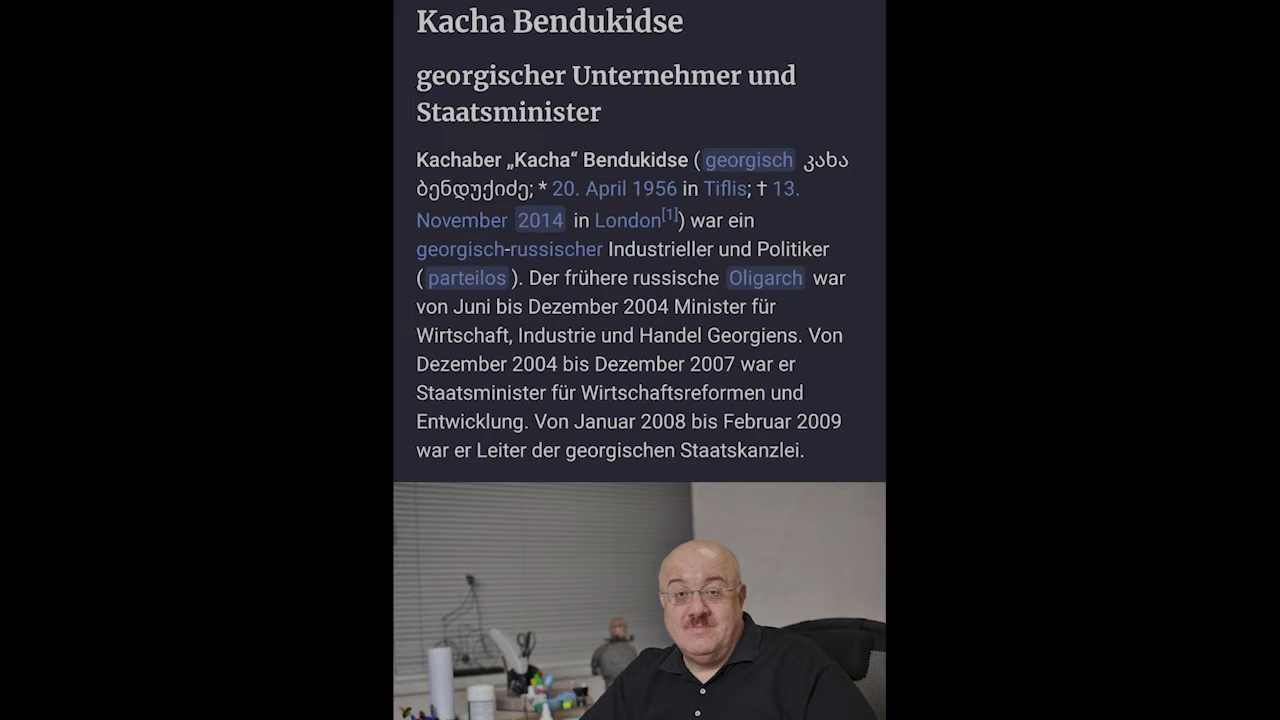 Kacha Bendukidse
georgischer Unternehmer und
Staatsminister
Kachaber „Kacha“ Bendukidse ( georgisch კახა
ბენდუქიძე; * 20. April 1956 in Tiflis; † 13.
November 2014 in London[1]) war ein
georgisch-russischer Industrieller und Politiker
( parteilos ). Der frühere russische Oligarch war
von Juni bis Dezember 2004 Minister für
Wirtschaft, Industrie und Handel Georgiens. Von
Dezember 2004 bis Dezember 2007 war er
Staatsminister für Wirtschaftsreformen und
Entwicklung. Von Januar 2008 bis Februar 2009
war er Leiter der georgischen Staatskanzlei.